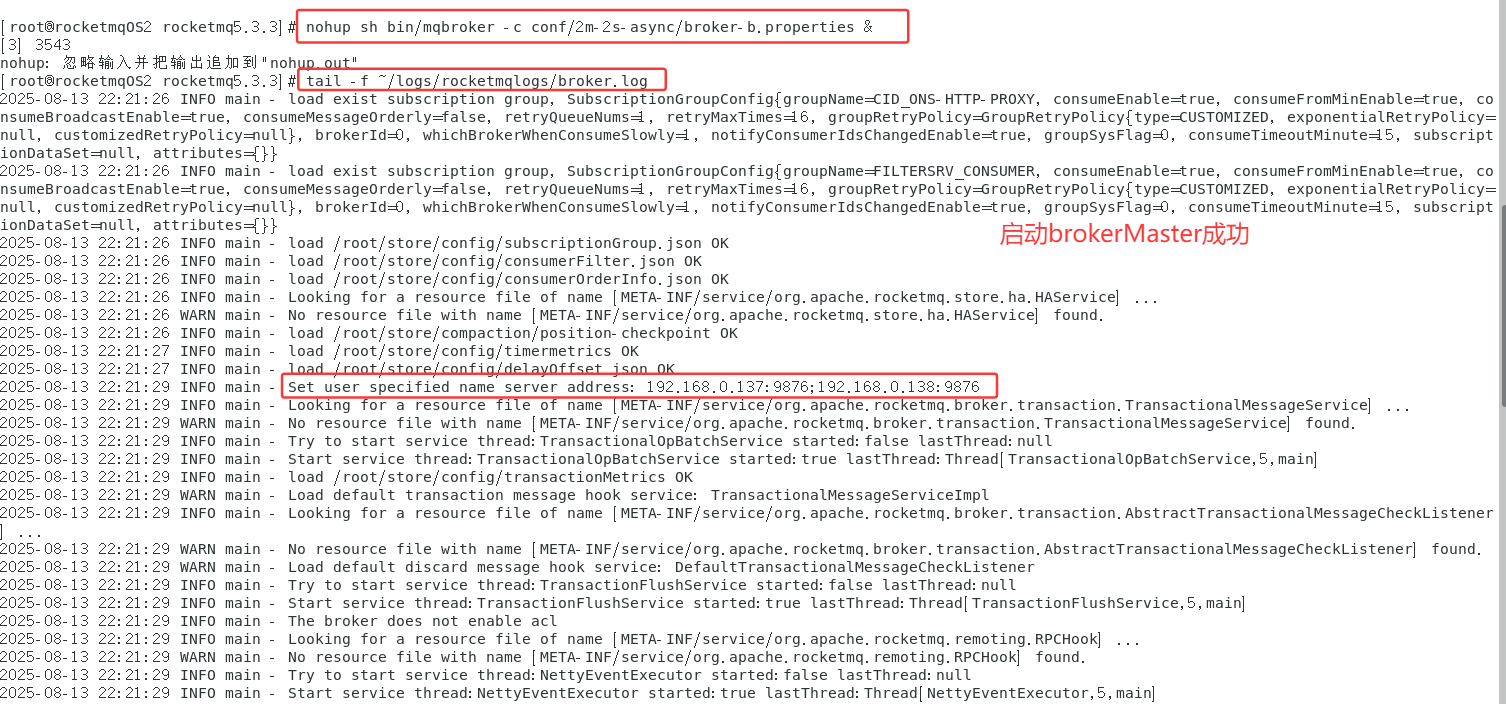 [root@rocketmqOS2 rocketmq5.3.3]# nohup sh bin/mqbroker -c conf/2m-2s-async/broker-b.properties &
[3] 3543
nohup: 忽略输入并把输出追加到"nohup.out"
[root@rocketmqOS2 rocketmq5.3.3]# tail -f ~/logs/rocketmqlogs/broker.log
2025-08-13 22:21:26 INFO main - load exist subscription group, SubscriptionGroupConfig{groupName=CID_ONS-HTTP-PROXY, consumeEnable=true, consumeFromMinEnable=true, co
nsumeBroadcastEnable=true, consumeMessageOrderly=false, retryQueueNums=1, retryMaxTimes=16, groupRetryPolicy=GroupRetryPolicy{type=CUSTOMIZED, exponentialRetryPolicy=
null, customizedRetryPolicy=null}, brokerId=0, whichBrokerWhenConsumeSlowly=1, notifyConsumerIdsChangedEnable=true, groupSysFlag=0, consumeTimeoutMinute=15, subscript
ionDataSet=null, attributes={}}
2025-08-13 22:21:26 INFO main - load exist subscription group, SubscriptionGroupConfig{groupName=FILTERSRV_CONSUMER, consumeEnable=true, consumeFromMinEnable=true, co
nsumeBroadcastEnable=true, consumeMessageOrderly=false, retryQueueNums=1, retryMaxTimes=16, groupRetryPolicy=GroupRetryPolicy{type=CUSTOMIZED, exponentialRetryPolicy=
null, customizedRetryPolicy=null}, brokerId=0, whichBrokerWhenConsumeSlowly=1, notifyConsumerIdsChangedEnable=true, groupSysFlag=0, consumeTimeoutMinute=15, subscript
ionDataSet=null, attributes={}}
启动brokerMaster成功
2025-08-13 22:21:26 INFO main - load /root/store/config/subscriptionGroup.json OK
2025-08-13 22:21:26 INFO main - load /root/store/config/consumerFilter.json OK
2025-08-13 22:21:26 INFO main - load /root/store/config/consumerOrderInfo.json OK
2025-08-13 22:21:26 INFO main - Looking for a resource file of name [META-INF/service/org.apache.rocketmq.store.ha.HAService] ...
2025-08-13 22:21:26 WARN main - No resource file with name [META-INF/service/org.apache.rocketmq.store.ha.HAService] found.
2025-08-13 22:21:26 INFO main - load /root/store/compaction/position-checkpoint OK
2025-08-13 22:21:27 INFO main - load /root/store/config/timermetrics OK
2025-08-13 22:21:27 INFO main - load /root/store/config/delayOffset.json OK
2025-08-13 22:21:29 INFO main - Set user specified name server address: 192.168.0.137:9876;192.168.0.138:9876
2025-08-13 22:21:29 INFO main - Looking for a resource file of name [META-INF/service/org.apache.rocketmq.broker.transaction.TransactionalMessageService] ...
2025-08-13 22:21:29 WARN main - No resource file with name [META-INF/service/org.apache.rocketmq.broker.transaction.TransactionalMessageService] found.
2025-08-13 22:21:29 INFO main - Try to start service thread:TransactionalOpBatchService started:false lastThread:null
2025-08-13 22:21:29 INFO main - Start service thread:TransactionalOpBatchService started:true lastThread:Thread[TransactionalOpBatchService,5,main]
2025-08-13 22:21:29 INFO main - load /root/store/config/transactionMetrics OK
2025-08-13 22:21:29 WARN main - Load default transaction message hook service: TransactionalMessageServiceImpl
2025-08-13 22:21:29 INFO main - Looking for a resource file of name [META-INF/service/org.apache.rocketmq.broker.transaction.AbstractTransactionalMessageCheckListener
] ...
2025-08-13 22:21:29 WARN main - No resource file with name [META-INF/service/org.apache.rocketmq.broker.transaction.AbstractTransactionalMessageCheckListener] found.
2025-08-13 22:21:29 WARN main - Load default discard message hook service: DefaultTransactionalMessageCheckListener
2025-08-13 22:21:29 INFO main - Try to start service thread:TransactionFlushService started:false lastThread:null
2025-08-13 22:21:29 INFO main - Start service thread:TransactionFlushService started:true lastThread:Thread[TransactionFlushService,5,main]
2025-08-13 22:21:29 INFO main - The broker does not enable acl
2025-08-13 22:21:29 INFO main - Looking for a resource file of name [META-INF/service/org.apache.rocketmq.remoting.RPCHook] ...
2025-08-13 22:21:29 WARN main - No resource file with name [META-INF/service/org.apache.rocketmq.remoting.RPCHook] found.
2025-08-13 22:21:29 INFO main - Try to start service thread:NettyEventExecutor started:false lastThread:null
2025-08-13 22:21:29 INFO main - Start service thread:NettyEventExecutor started:true lastThread:Thread[NettyEventExecutor,5,main]